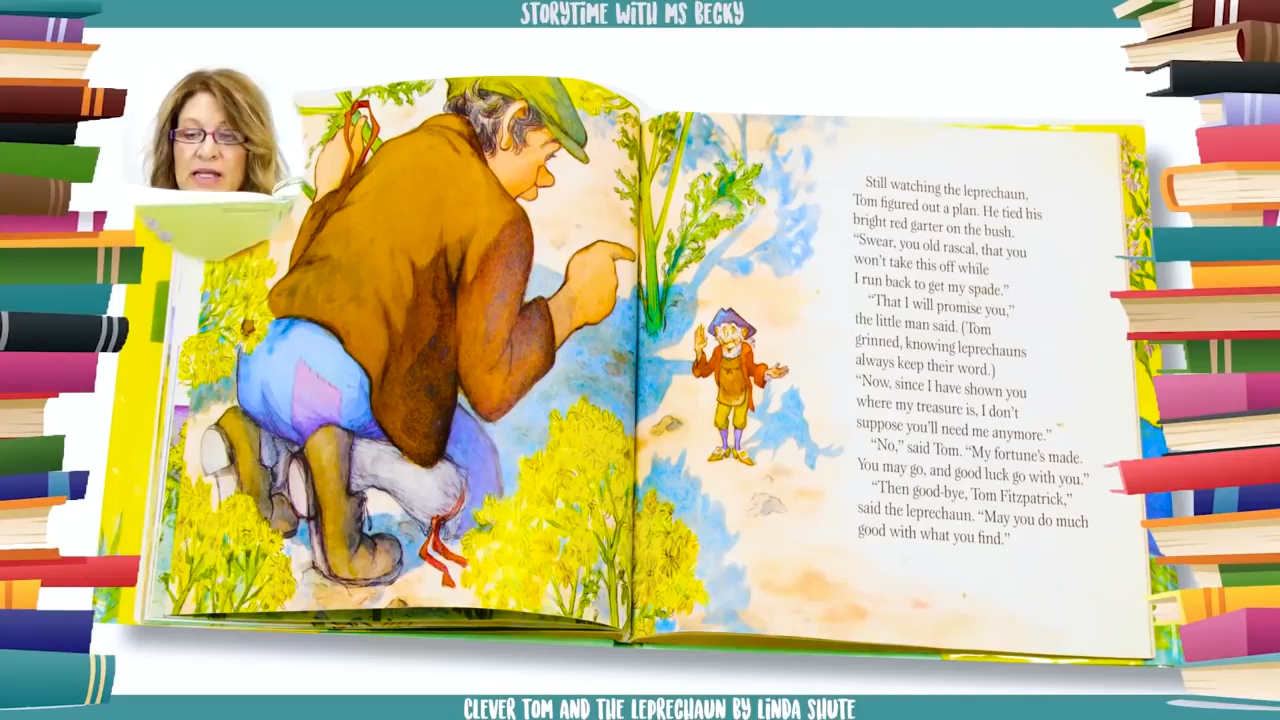 STORYTIME WITH MS BECKY
Still watching the leprechaun,
Tom figured out a plan. He tied his
bright red garter on the bush.
“Swear, you old rascal, that you
won’t take this off while
I run back to get my spade.”
“That I will promise you,”
the little man said. (Tom
grinned, knowing leprechauns
always keep their word.)
“Now, since I have shown you
where my treasure is, I don’t
suppose you’ll need me anymore.”
“No,” said Tom. “My fortune’s made.
You may go, and good luck go with you.”
“Then good-bye, Tom Fitzpatrick,”
said the leprechaun. “May you do much
good with what you find.”
CLEVER TOM AND THE LEPRECHAUN BY LINDA SHUTE